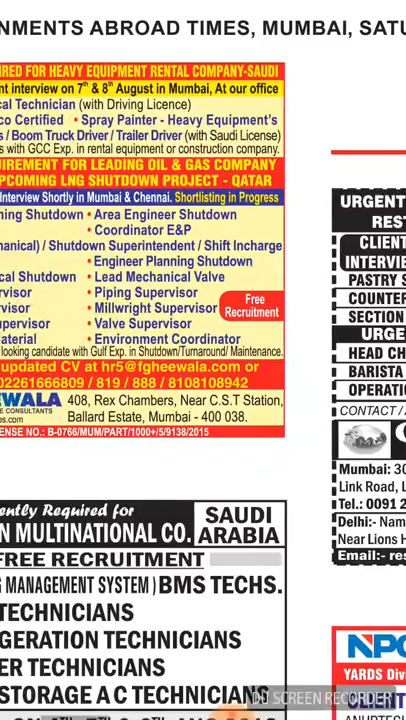 NMENTS ABROAD TIMES, MUMBAI, SATU
IRED FOR HEAVY EQUIPMENT RENTAL COMPANY-SAUDI
nt interview on 7th & 8th August in Mumbai, At our office
cal Technician (with Driving Licence)
co Certified • Spray Painter - Heavy Equipment's
s / Boom Truck Driver / Trailer Driver (with Saudi License)
s with GCC Exp. in rental equipment or construction company.
UIREMENT FOR LEADING OIL & GAS COMPANY
PCOMING LNG SHUTDOWN PROJECT - QATAR
Interview Shortly in Mumbai & Chennai. Shortlisting in Progress
ning Shutdown • Area Engineer Shutdown
• Coordinator E&P
hanical) / Shutdown Superintendent / Shift Incharge
• Engineer Planning Shutdown
cal Shutdown • Lead Mechanical Valve
rvisor • Piping Supervisor
rvisor • Millwright Supervisor
upervisor • Valve Supervisor
aterial • Environment Coordinator
Free
Recruitment
looking candidate with Gulf Exp. in Shutdown/Turnaround/ Maintenance.
updated CV at hr5@fgheewala.com or
02261666809 / 819 / 888 / 8108108942
EWALA
E CONSULTANTS
os.com
408, Rex Chambers, Near C.S.T Station,
Ballard Estate, Mumbai - 400 038.
ENSE NO.: B-0766/MUM/PART/1000+/5/9138/2015
ently Required for
N MULTINATIONAL CO.
SAUDI
ARABIA
FREE RECRUITMENT
G MANAGEMENT SYSTEM ) BMS TECHS.
TECHNICIANS
GERATION TECHNICIANS
ER TECHNICIANS
STORAGE A C TECHNICIANS
URGENT
REST
CLIENT
INTERVIE
PASTRY S
COUNTER
SECTION
URGE
HEAD CH
BARISTA
OPERATIO
CONTACT /
Mumbai: 30
Link Road, L
Tel.: 0091 2
Delhi:- Nam
Near Lions H
Email:- res
NPC
YARDS Div
CLIENT
DU SCREEN RECORDER